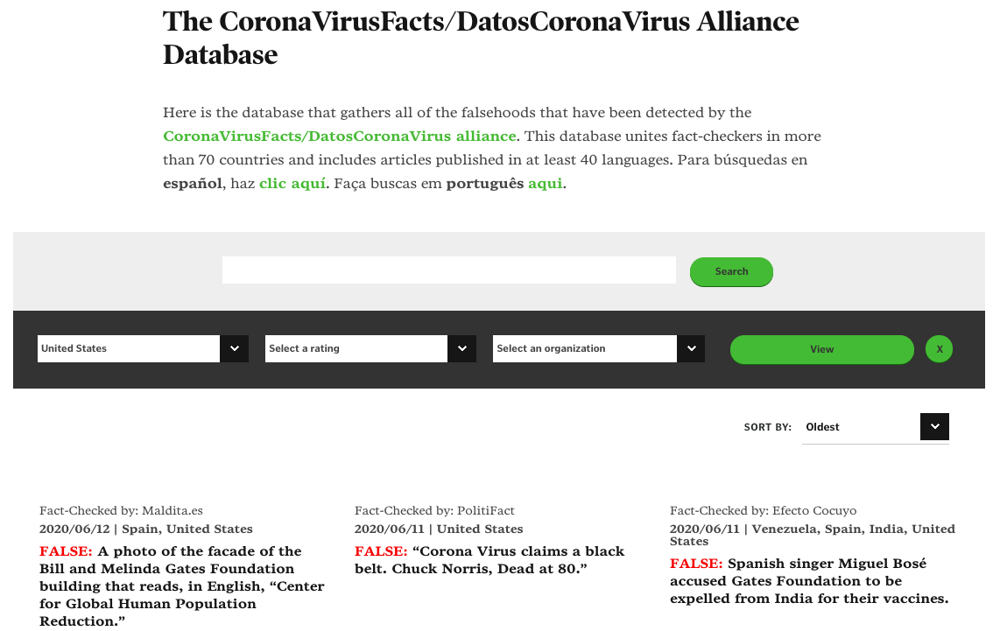 The CoronaVirusFacts/DatosCoronaVirus Alliance
Database
Here is the database that gathers all of the falsehoods that have been detected by the
CoronaVirusFacts/DatosCoronaVirus alliance. This database unites fact-checkers in more
than 70 countries and includes articles published in at least 40 languages. Para búsquedas en
español, haz clic aquí. Faça buscas em português aqui.
Search
United States
Select a rating
Select an organization
View
X
SORT BY: Oldest
Fact-Checked by: Maldita.es
2020/06/12 | Spain, United States
FALSE: A photo of the facade of the
Bill and Melinda Gates Foundation
building that reads, in English, “Center
for Global Human Population
Reduction.”
Fact-Checked by: PolitiFact
2020/06/11 | United States
FALSE: “Corona Virus claims a black
belt. Chuck Norris, Dead at 80.”
Fact-Checked by: Efecto Cocuyo
2020/06/11 | Venezuela, Spain, India, United
States
FALSE: Spanish singer Miguel Bosé
accused Gates Foundation to be
expelled from India for their vaccines.